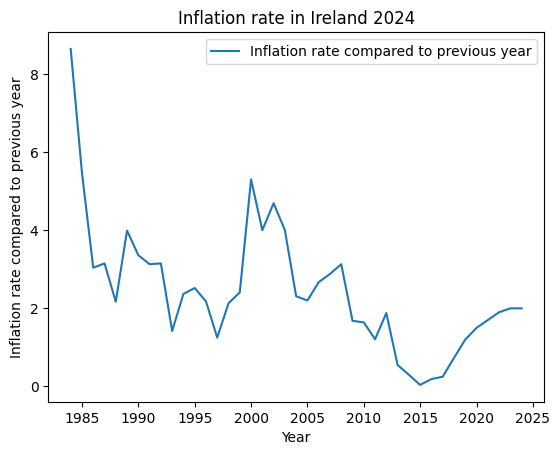 Inflation rate in Ireland 2024
Inflation rate compared to previous year
Inflation rate compared to previous year
8
6
4
2
0
1985 1990 1995 2000 2005 2010 2015 2020 2025
Year